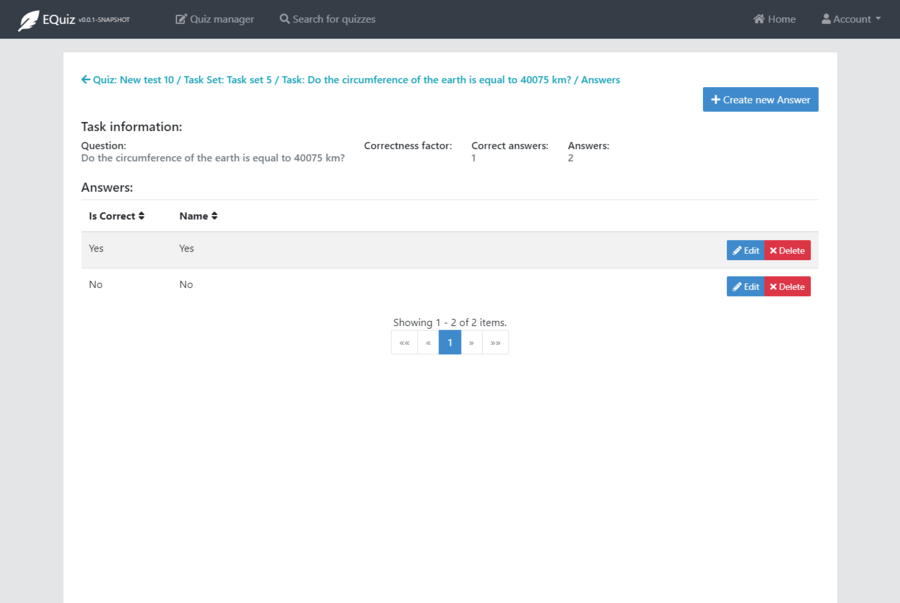 EQuiz v0.0.1-SNAPSHOT Quiz manager Search for quizzes Home Account
Quiz: New test 10 / Task Set: Task set 5 / Task: Do the circumference of the earth is equal to 40075 km? / Answers
Create new Answer
Task information:
Question: Correctness factor: Correct answers: Answers:
Do the circumference of the earth is equal to 40075 km? 1 2
Answers:
Is Correct Name
Yes Yes Edit Delete
No No Edit Delete
Showing 1 - 2 of 2 items.
«« « 1 » »»